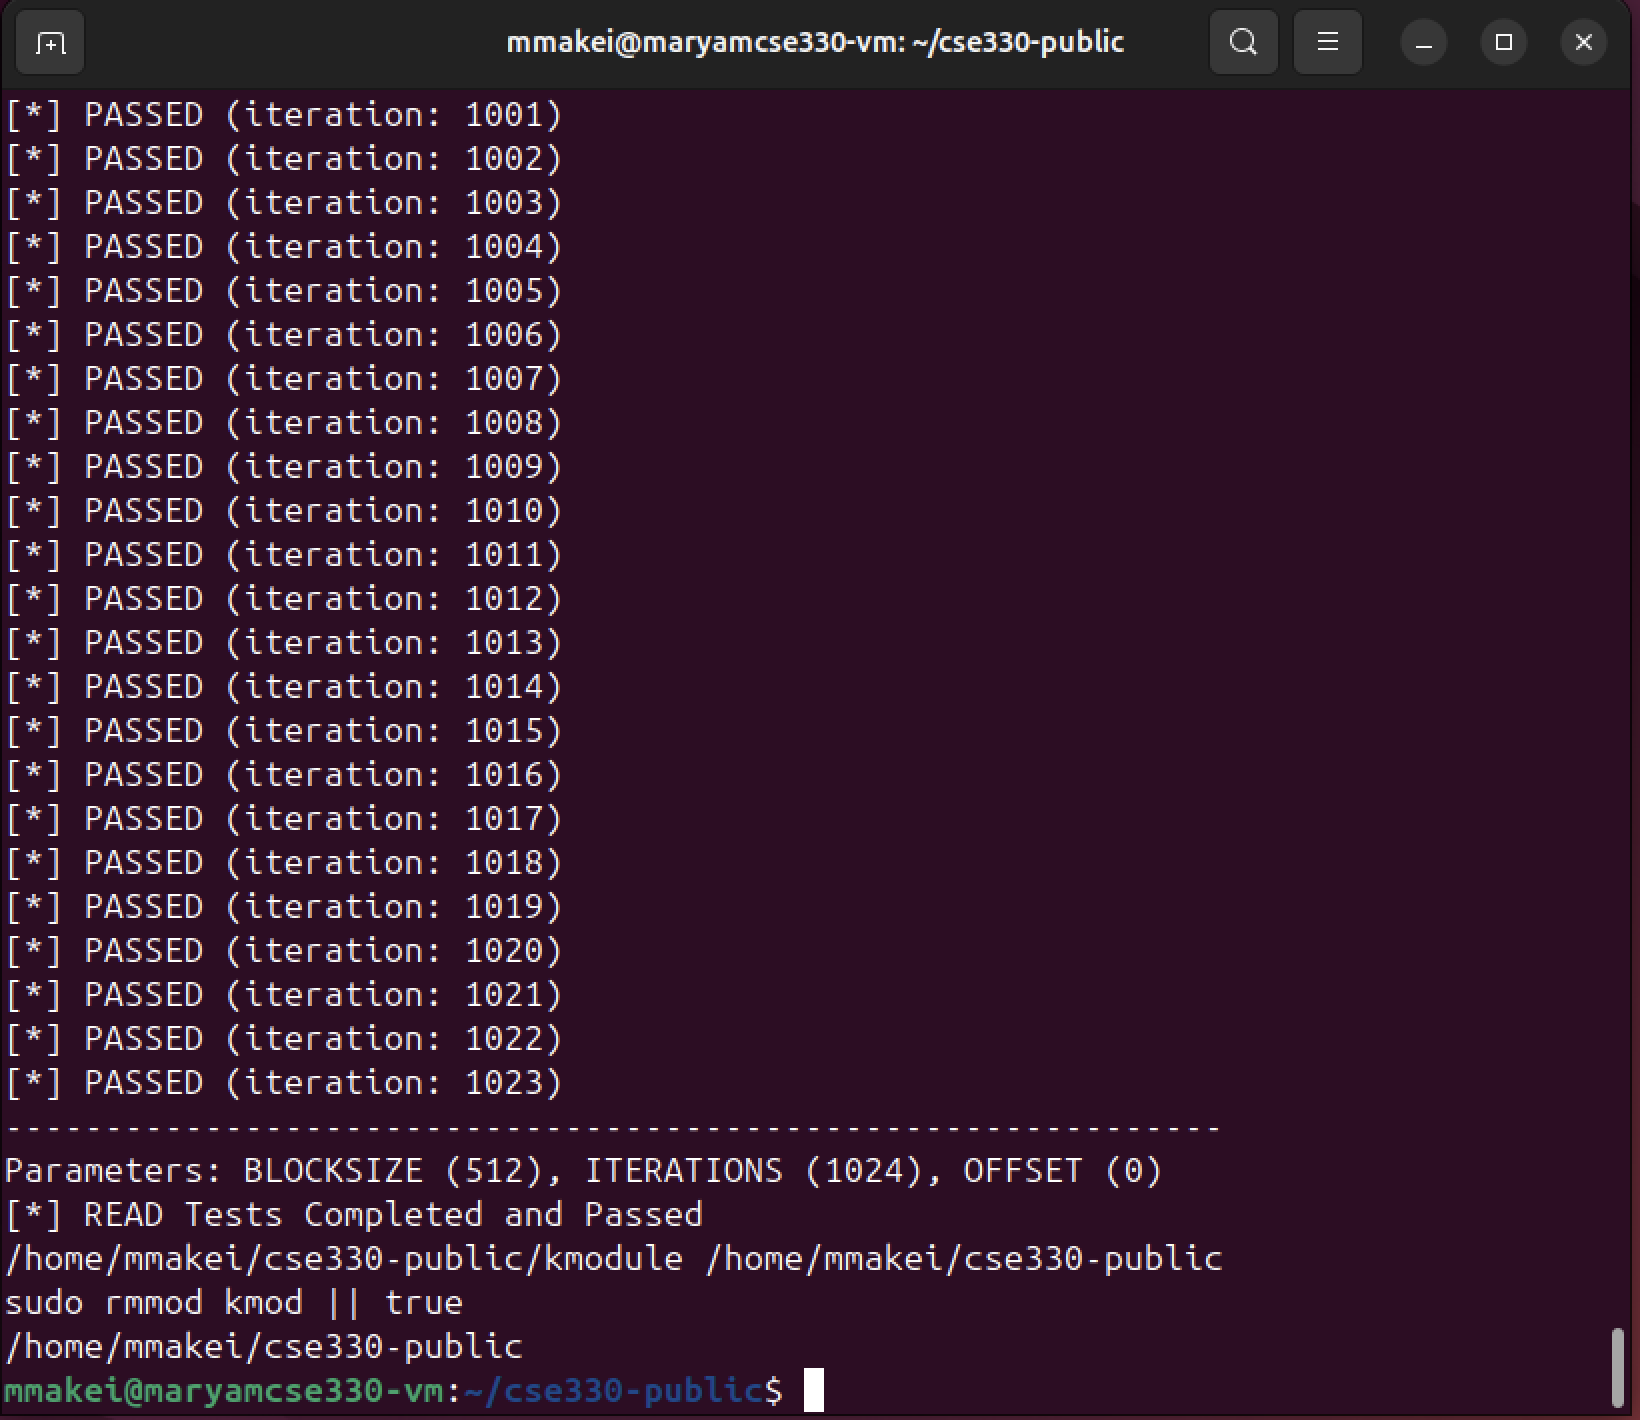 mmakei@maryamcse330-vm: ~/cse330-public
[*] PASSED (iteration: 1001)
[*] PASSED (iteration: 1002)
[*] PASSED (iteration: 1003)
[*] PASSED (iteration: 1004)
[*] PASSED (iteration: 1005)
[*] PASSED (iteration: 1006)
[*] PASSED (iteration: 1007)
[*] PASSED (iteration: 1008)
[*] PASSED (iteration: 1009)
[*] PASSED (iteration: 1010)
[*] PASSED (iteration: 1011)
[*] PASSED (iteration: 1012)
[*] PASSED (iteration: 1013)
[*] PASSED (iteration: 1014)
[*] PASSED (iteration: 1015)
[*] PASSED (iteration: 1016)
[*] PASSED (iteration: 1017)
[*] PASSED (iteration: 1018)
[*] PASSED (iteration: 1019)
[*] PASSED (iteration: 1020)
[*] PASSED (iteration: 1021)
[*] PASSED (iteration: 1022)
[*] PASSED (iteration: 1023)
--------------------------------------------------------------
Parameters: BLOCKSIZE (512), ITERATIONS (1024), OFFSET (0)
[*] READ Tests Completed and Passed
/home/mmakei/cse330-public/kmodule /home/mmakei/cse330-public
sudo rmmod kmod || true
/home/mmakei/cse330-public
mmakei@maryamcse330-vm:~/cse330-public$